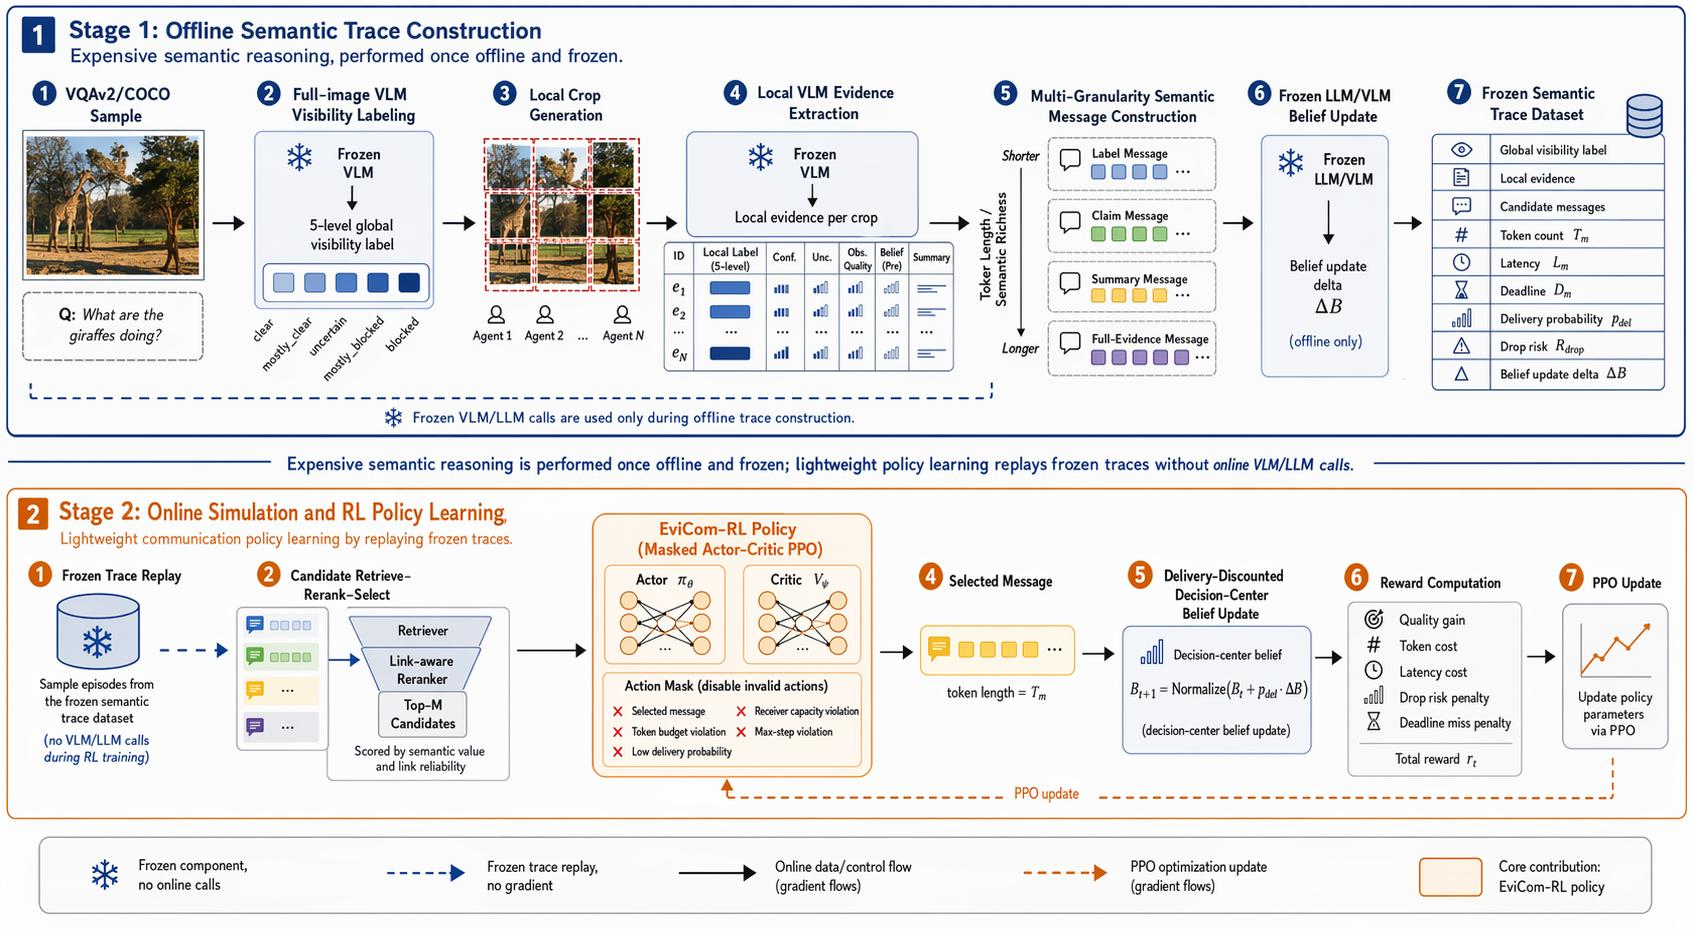 1
Stage 1: Offline Semantic Trace Construction
Expensive semantic reasoning, performed once offline and frozen.
1 VQAv2/COCO
Sample
Q: What are the
giraffes doing?
2 Full-image VLM
Visibility Labeling
Frozen
VLM
5-level global
visibility label
clear
mostly_clear
uncertain
mostly_blocked
blocked
3 Local Crop
Generation
Agent 1 Agent 2 ... Agent N
4 Local VLM Evidence
Extraction
Frozen
VLM
Local evidence per crop
ID Local Label (5-level) Conf. Unc. Obs. Quality Belief (Pre) Summary
e1
e2
... ... ... ... ... ... ...
eN
5 Multi-Granularity Semantic
Message Construction
Shorter
Token Length /
Semantic Richness
Longer
Label Message
...
Claim Message
...
Summary Message
...
Full-Evidence Message
...
6 Frozen LLM/VLM
Belief Update
Frozen
LLM/VLM
Belief update
delta
ΔB
(offline only)
7 Frozen Semantic
Trace Dataset
Global visibility label
Local evidence
Candidate messages
# Token count Tm
Latency Lm
Deadline Dm
Delivery probability pdel
Drop risk Rdrop
Belief update delta ΔB
Frozen VLM/LLM calls are used only during offline trace construction.
Expensive semantic reasoning is performed once offline and frozen; lightweight policy learning replays frozen traces without online VLM/LLM calls.
2
Stage 2: Online Simulation and RL Policy Learning,
Lightweight communication policy learning by replaying frozen traces.
1 Frozen Trace Replay
Sample episodes from
the frozen semantic
trace dataset
(no VLM/LLM calls
during RL training)
2 Candidate Retrieve-
Rerank-Select
...
...
Retriever
Link-aware
Reranker
Top-M
Candidates
Scored by semantic value
and link reliability
EviCom-RL Policy
(Masked Actor-Critic PPO)
Actor πθ
Critic Vψ
Action Mask (disable invalid actions)
Selected message
Receiver capacity violation
Token budget violation
Max-step violation
Low delivery probability
4 Selected Message
...
token length = Tm
5 Delivery-Discounted
Decision-Center
Belief Update
Decision-center belief
Bt+1 = Normalize(Bt + pdel · ΔB)
(decision-center belief update)
6 Reward Computation
Quality gain
# Token cost
Latency cost
Drop risk penalty
Deadline miss penalty
Total reward rt
7 PPO Update
Update policy
parameters
via PPO
PPO update
Frozen component,
no online calls
Frozen trace replay,
no gradient
Online data/control flow
(gradient flows)
PPO optimization update
(gradient flows)
Core contribution:
EviCom-RL policy